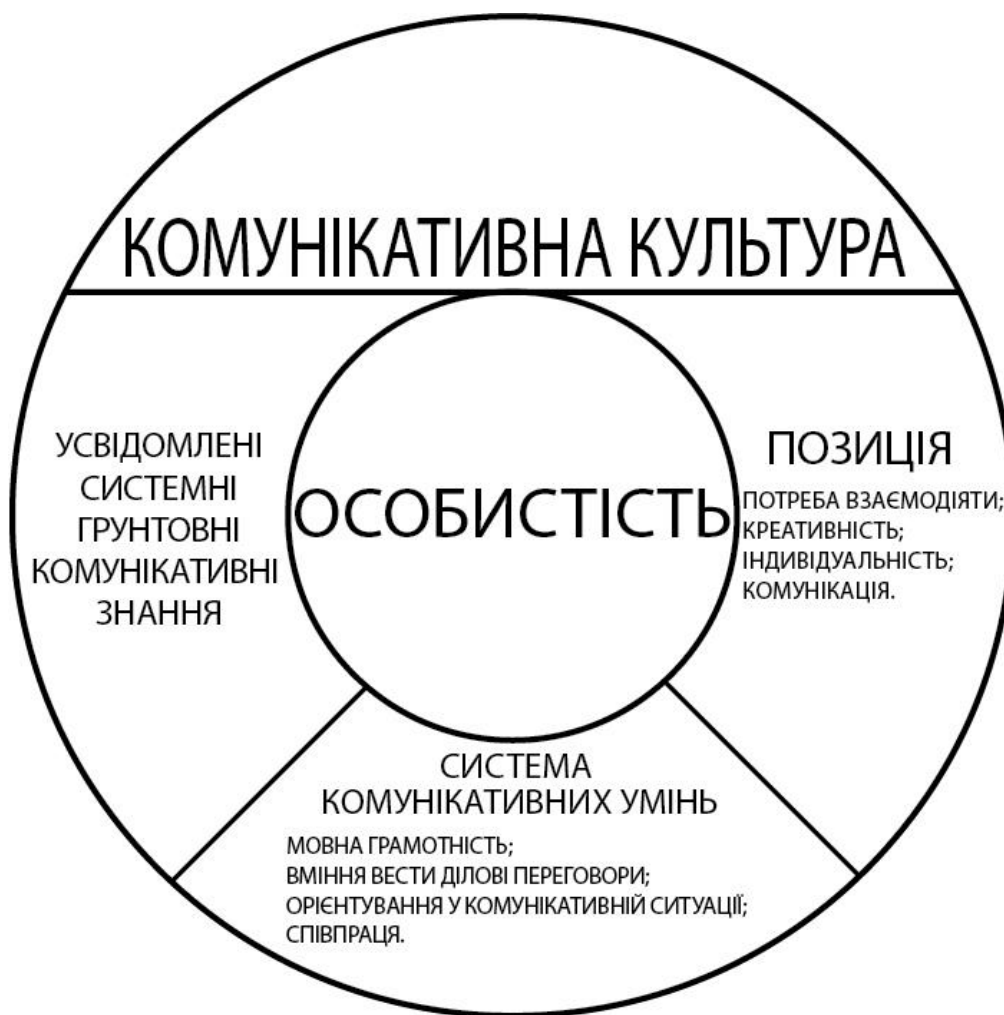 КОМУНІКАТИВНА КУЛЬТУРА
УСВІДОМЛЕНІ
СИСТЕМНІ
ГРУНТОВНІ
КОМУНІКАТИВНІ
ЗНАННЯ
ОСОБИСТІСТЬ
ПОЗИЦІЯ
ПОТРЕБА ВЗАЄМОДІЯТИ;
КРЕАТИВНІСТЬ;
ІНДИВІДУАЛЬНІСТЬ;
КОМУНІКАЦІЯ.
СИСТЕМА
КОМУНІКАТИВНИХ УМІНЬ
МОВНА ГРАМОТНІСТЬ;
ВМІННЯ ВЕСТИ ДІЛОВІ ПЕРЕГОВОРИ;
ОРІЄНТУВАННЯ У КОМУНІКАТИВНІЙ СИТУАЦІЇ;
СПІВПРАЦЯ.